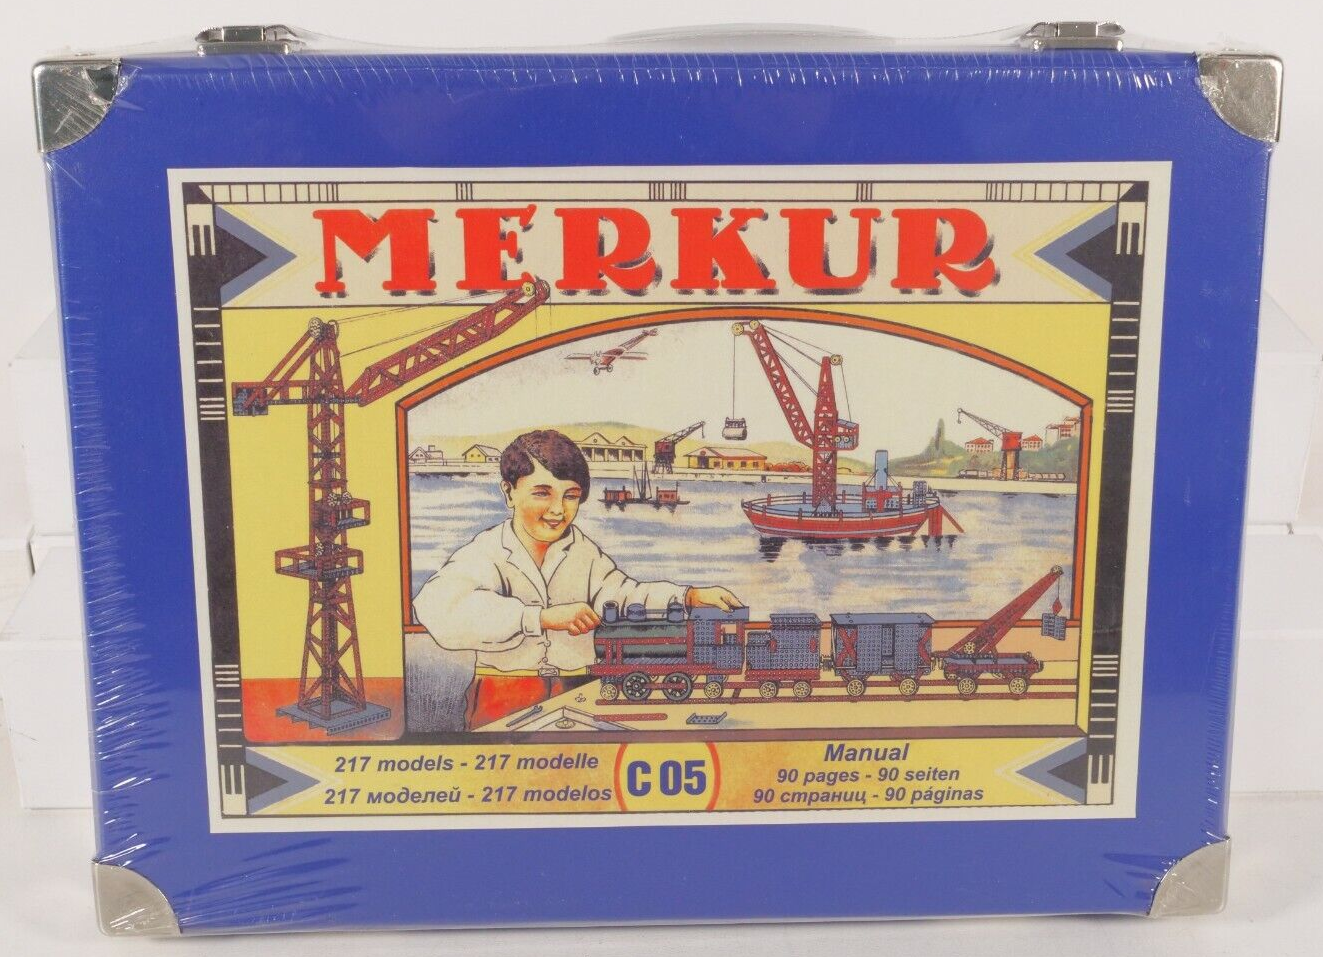 MERKUR
217 models - 217 modelle
217 моделей - 217 modelos
C 05
Manual
90 pages - 90 seiten
90 страниц - 90 páginas